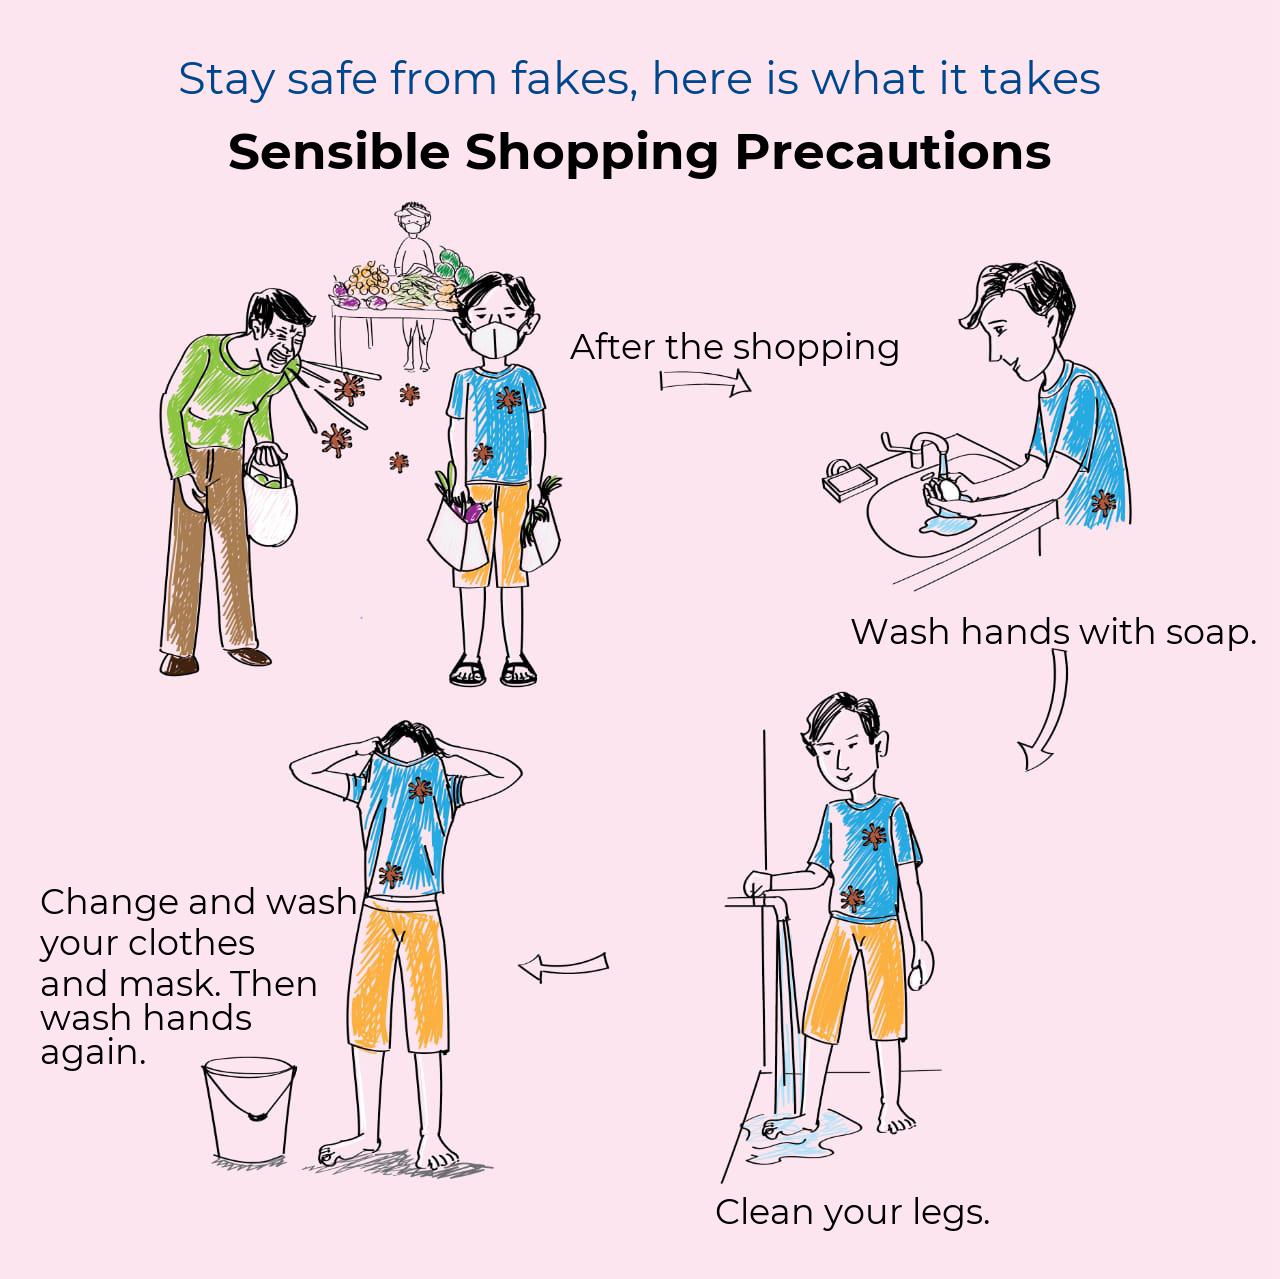 Stay safe from fakes, here is what it takes
Sensible Shopping Precautions
After the shopping
Wash hands with soap.
Clean your legs.
Change and wash
your clothes
and mask. Then
wash hands
again.